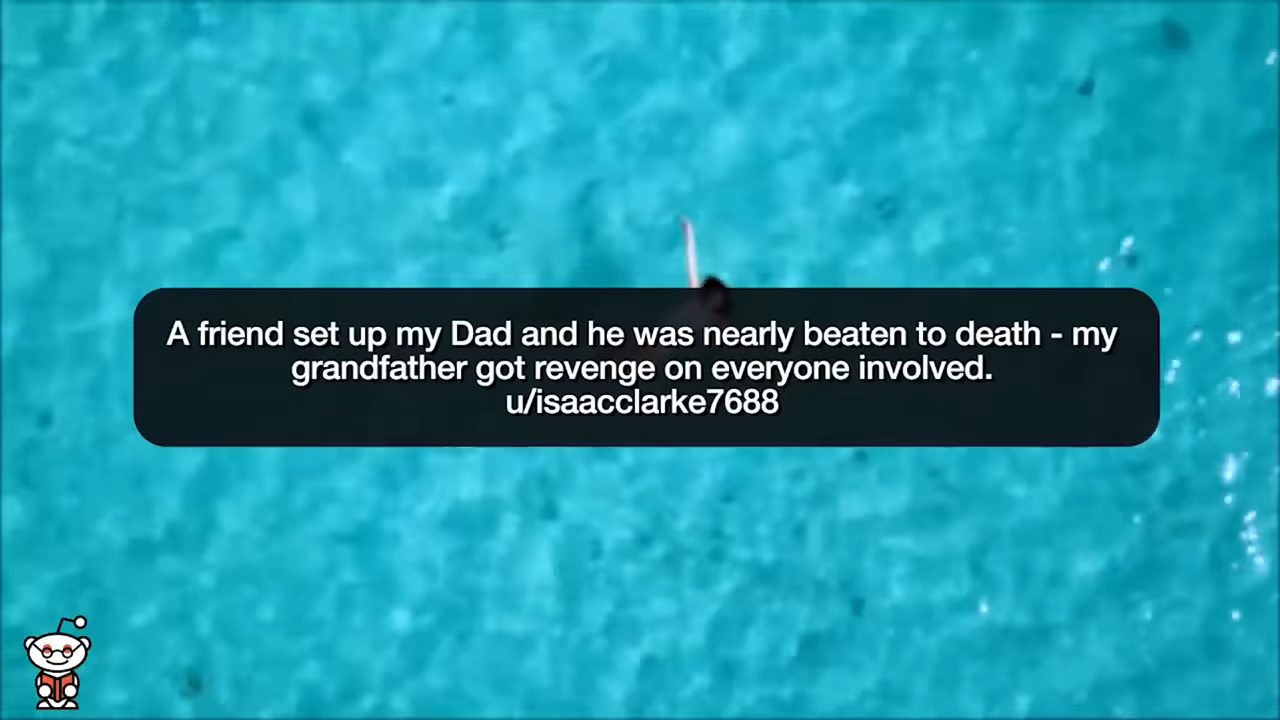 A friend set up my Dad and he was nearly beaten to death - my
grandfather got revenge on everyone involved.
u/isaacclarke7688